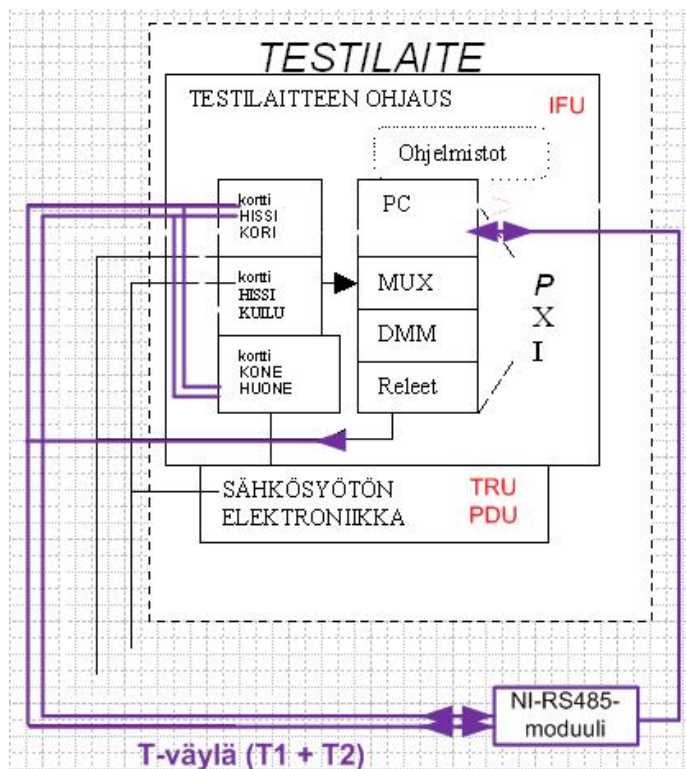 TESTILAITE
TESTILAITTEEN OHJAUS
IFU
Ohjelmistot
kortti
HISSI
KORI
PC
kortti
HISSI
KUILU
MUX
P
X
I
DMM
kortti
KONE
HUONE
Releet
SÄHKÖSYÖTÖN
ELEKTRONIIKKA
TRU
PDU
NI-RS485-
moduuli
T-väylä (T1 + T2)